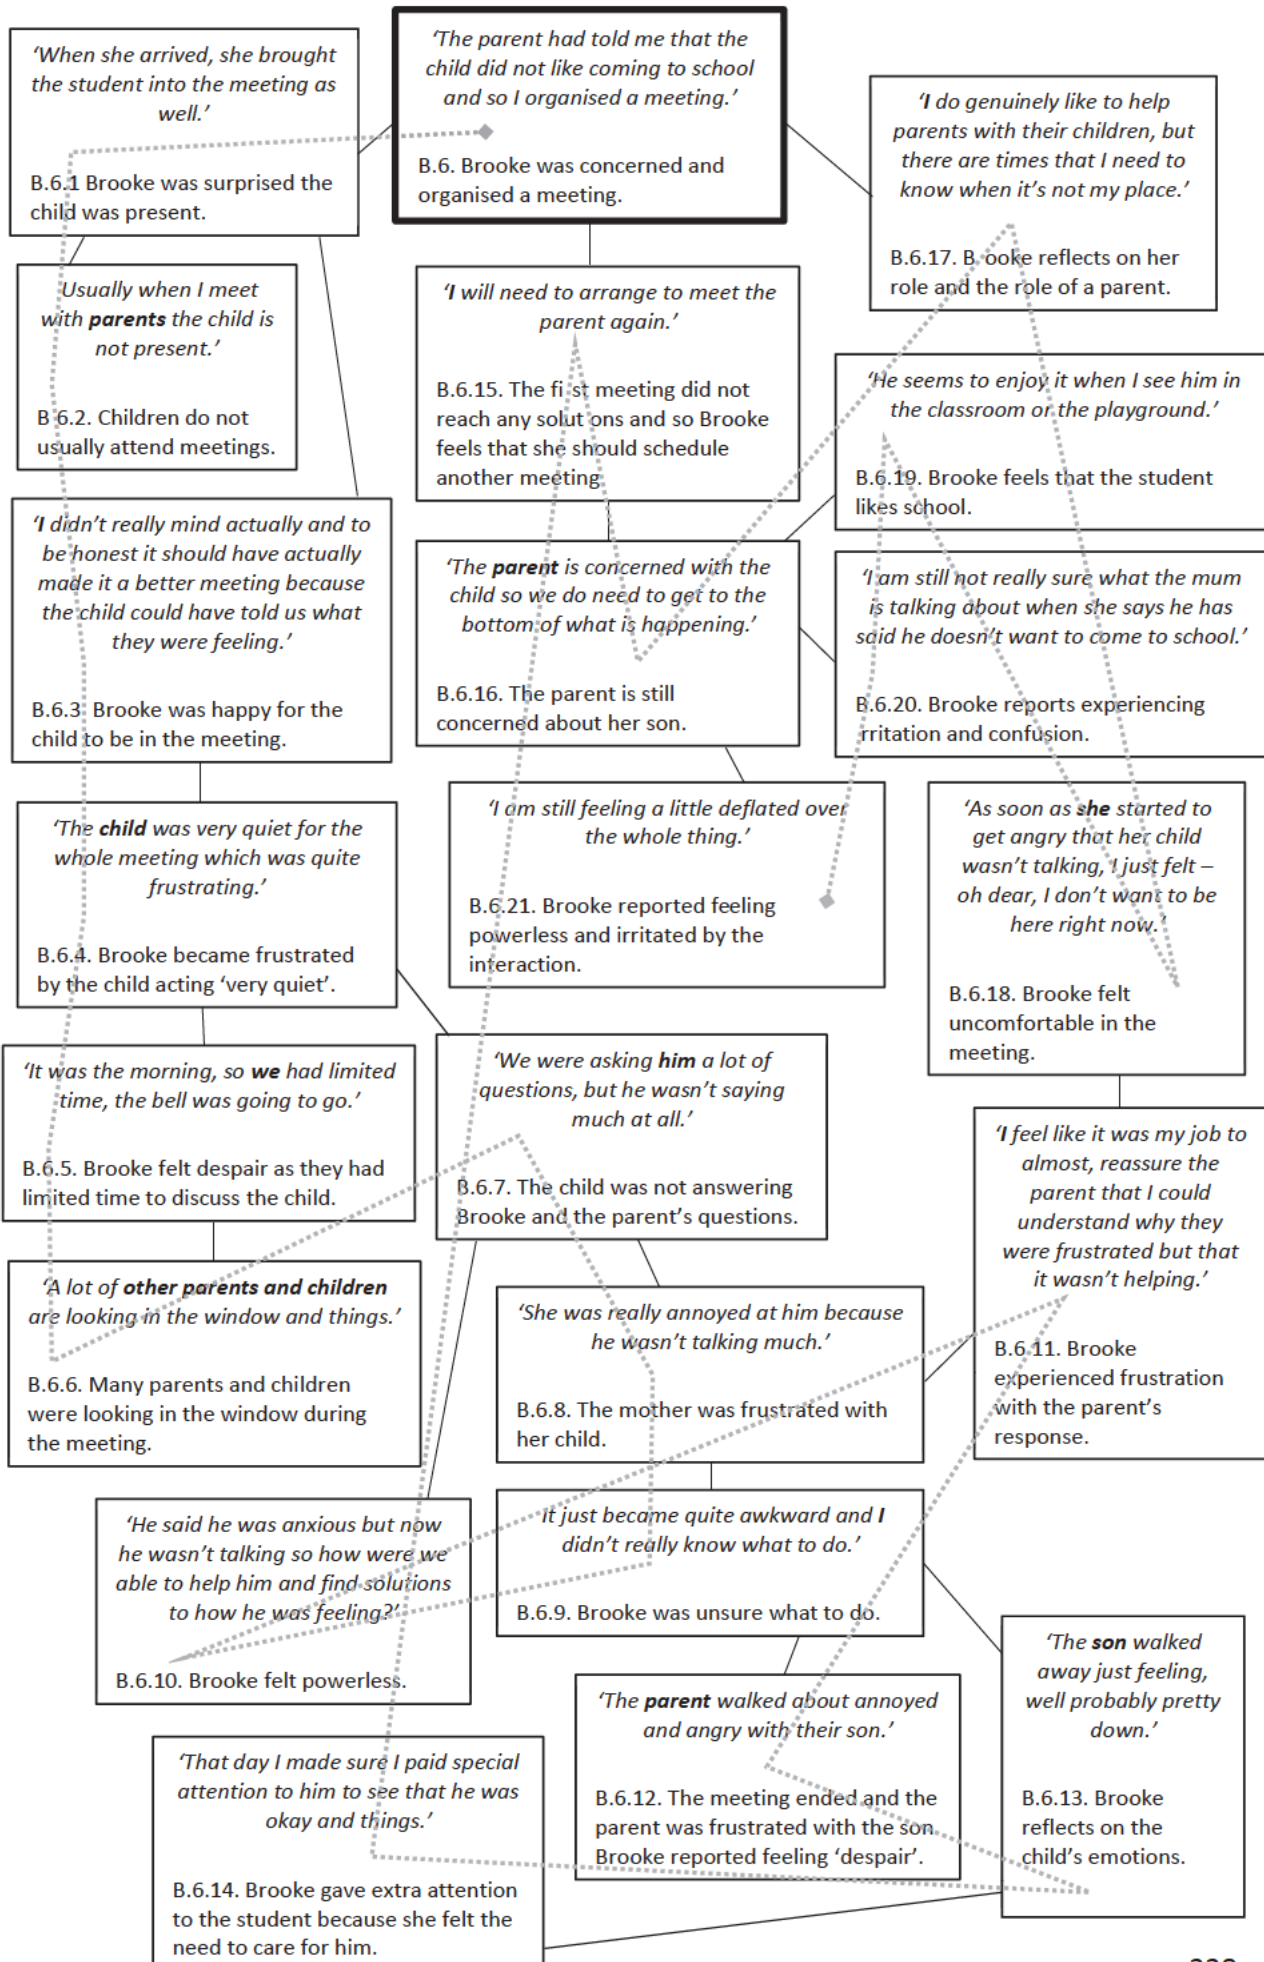 ‘When she arrived, she brought
the student into the meeting as
well.’
B.6.1 Brooke was surprised the
child was present.
‘The parent had told me that the
child did not like coming to school
and so I organised a meeting.’
B.6. Brooke was concerned and
organised a meeting.
‘I do genuinely like to help
parents with their children, but
there are times that I need to
know when it’s not my place.’
B.6.17. B ooke reflects on her
role and the role of a parent.
Usually when I meet
with parents the child is
not present.’
B 6.2. Children do not
usually attend meetings.
‘I will need to arrange to meet the
parent again.’
B.6.15. The fi st meeting did not
reach any solut ons and so Brooke
feels that she should schedule
another meeting
‘He seems to enjoy it when I see him in
the classroom or the playground.’
B.6.19. Brooke feels that the student
likes school.
‘I didn’t really mind actually and to
be honest it should have actually
made it a better meeting because
the child could have told us what
they were feeling.’
B.6.3 Brooke was happy for the
child to be in the meeting.
‘The parent is concerned with the
child so we do need to get to the
bottom of what is happening.’
B.6.16. The parent is still
concerned about her son.
‘I am still not really sure what the mum
is talking about when she says he has
said he doesn’t want to come to school.’
B.6.20. Brooke reports experiencing
rritation and confusion.
‘The child was very quiet for the
whole meeting which was quite
frustrating.’
B.6.4. Brooke became frustrated
by the child acting ‘very quiet’.
‘I am still feeling a little deflated over
the whole thing.’
B.6.21. Brooke reported feeling
powerless and irritated by the
interaction.
‘As soon as she started to
get angry that her child
wasn’t talking, I just felt –
oh dear, I don’t want to be
here right now.’
B.6.18. Brooke felt
uncomfortable in the
meeting.
‘It was the morning, so we had limited
time, the bell was going to go.’
B.6.5. Brooke felt despair as they had
limited time to discuss the child.
‘We were asking him a lot of
questions, but he wasn’t saying
much at all.’
B.6.7. The child was not answering
Brooke and the parent’s questions.
‘I feel like it was my job to
almost, reassure the
parent that I could
understand why they
were frustrated but that
it wasn’t helping.’
B.6.11. Brooke
experienced frustration
with the parent’s
response.
‘A lot of other parents and children
are looking in the window and things.’
B.6.6. Many parents and children
were looking in the window during
the meeting.
‘She was really annoyed at him because
he wasn’t talking much.’
B.6.8. The mother was frustrated with
her child.
‘He said he was anxious but now
he wasn’t talking so how were we
able to help him and find solutions
to how he was feeling?’
B.6.10. Brooke felt powerless.
It just became quite awkward and I
didn’t really know what to do.’
B.6.9. Brooke was unsure what to do.
‘The parent walked about annoyed
and angry with their son.’
B.6.12. The meeting ended and the
parent was frustrated with the son
Brooke reported feeling ‘despair’.
‘The son walked
away just feeling,
well probably pretty
down.’
B.6.13. Brooke
reflects on the
child’s emotions.
‘That day I made sure I paid special
attention to him to see that he was
okay and things.’
B.6.14. Brooke gave extra attention
to the student because she felt the
need to care for him.